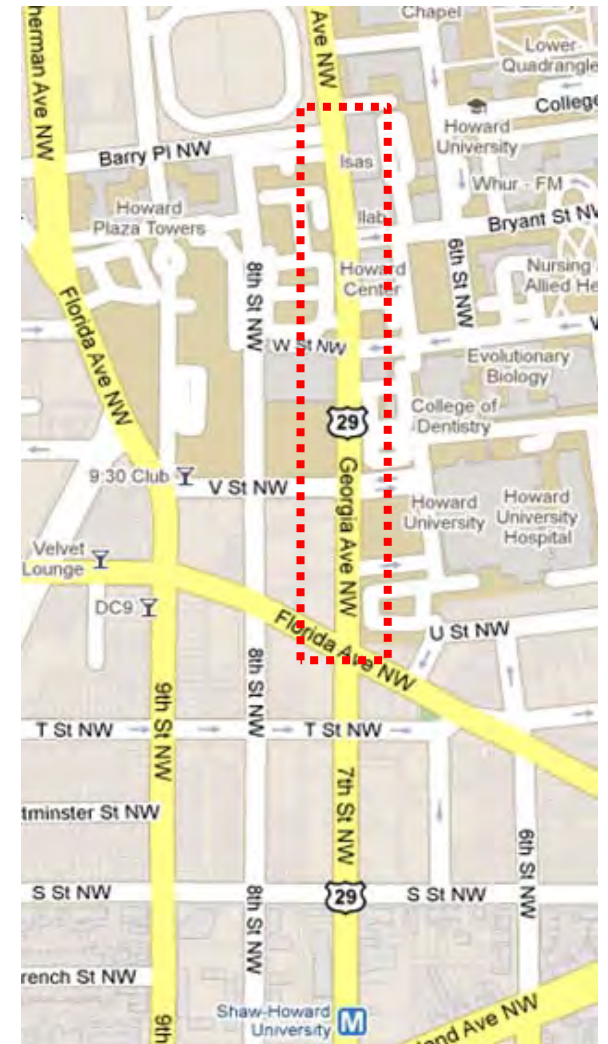 Chapel
herman Ave NW
Ave NW
Lower
Quadrangle
College
Howard
University
Barry Pl NW
Isas
Whur - FM
Howard
Plaza Towers
Ilab
Bryant St NW
8th St NW
6th St NW
Howard
Center
Nursing
Allied He
Florida Ave NW
W St NW
Evolutionary
Biology
College of
Dentistry
29
9:30 Club
V St NW
Georgia Ave NW
Howard
University
Howard
University
Hospital
Velvet
Lounge
DC9
Florida Ave NW
U St NW
8th St NW
9th St NW
T St NW
T St NW
7th St NW
tminster St NW
6th St NW
S St NW
29
S St NW
8th St NW
rench St NW
Shaw-Howard
University
M
9th
and Ave NW